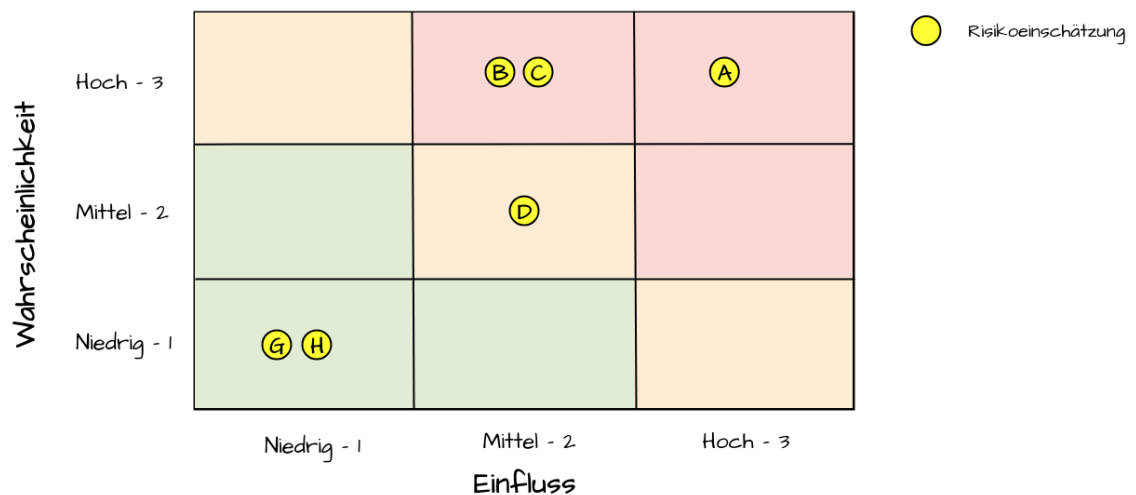 Risikoeinschätzung
Wahrscheinlichkeit
Hoch - 3
B C A
Mittel - 2
D
Niedrig - 1
G H
Niedrig - 1 Mittel - 2 Hoch - 3
Einfluss